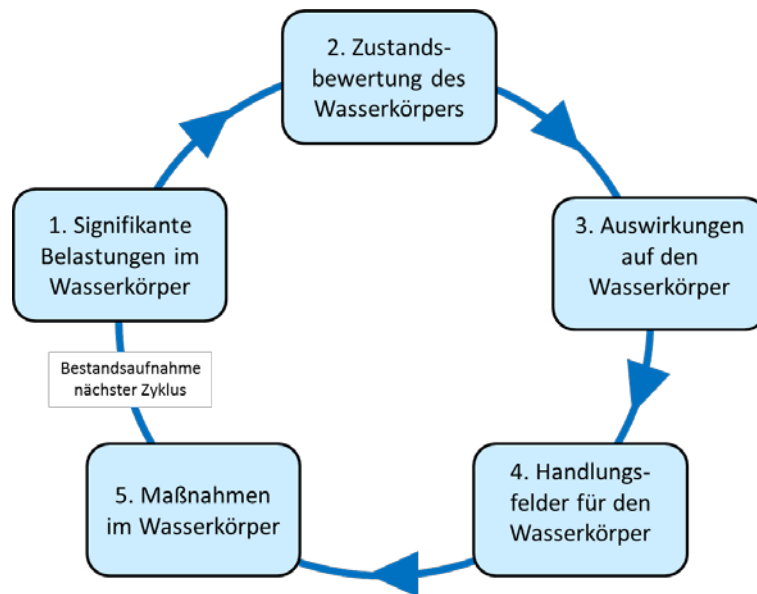 2. Zustands-
bewertung des
Wasserkörpers
1. Signifikante
Belastungen im
Wasserkörper
3. Auswirkungen
auf den
Wasserkörper
Bestandsaufnahme
nächster Zyklus
5. Maßnahmen
im Wasserkörper
4. Handlungs-
felder für den
Wasserkörper